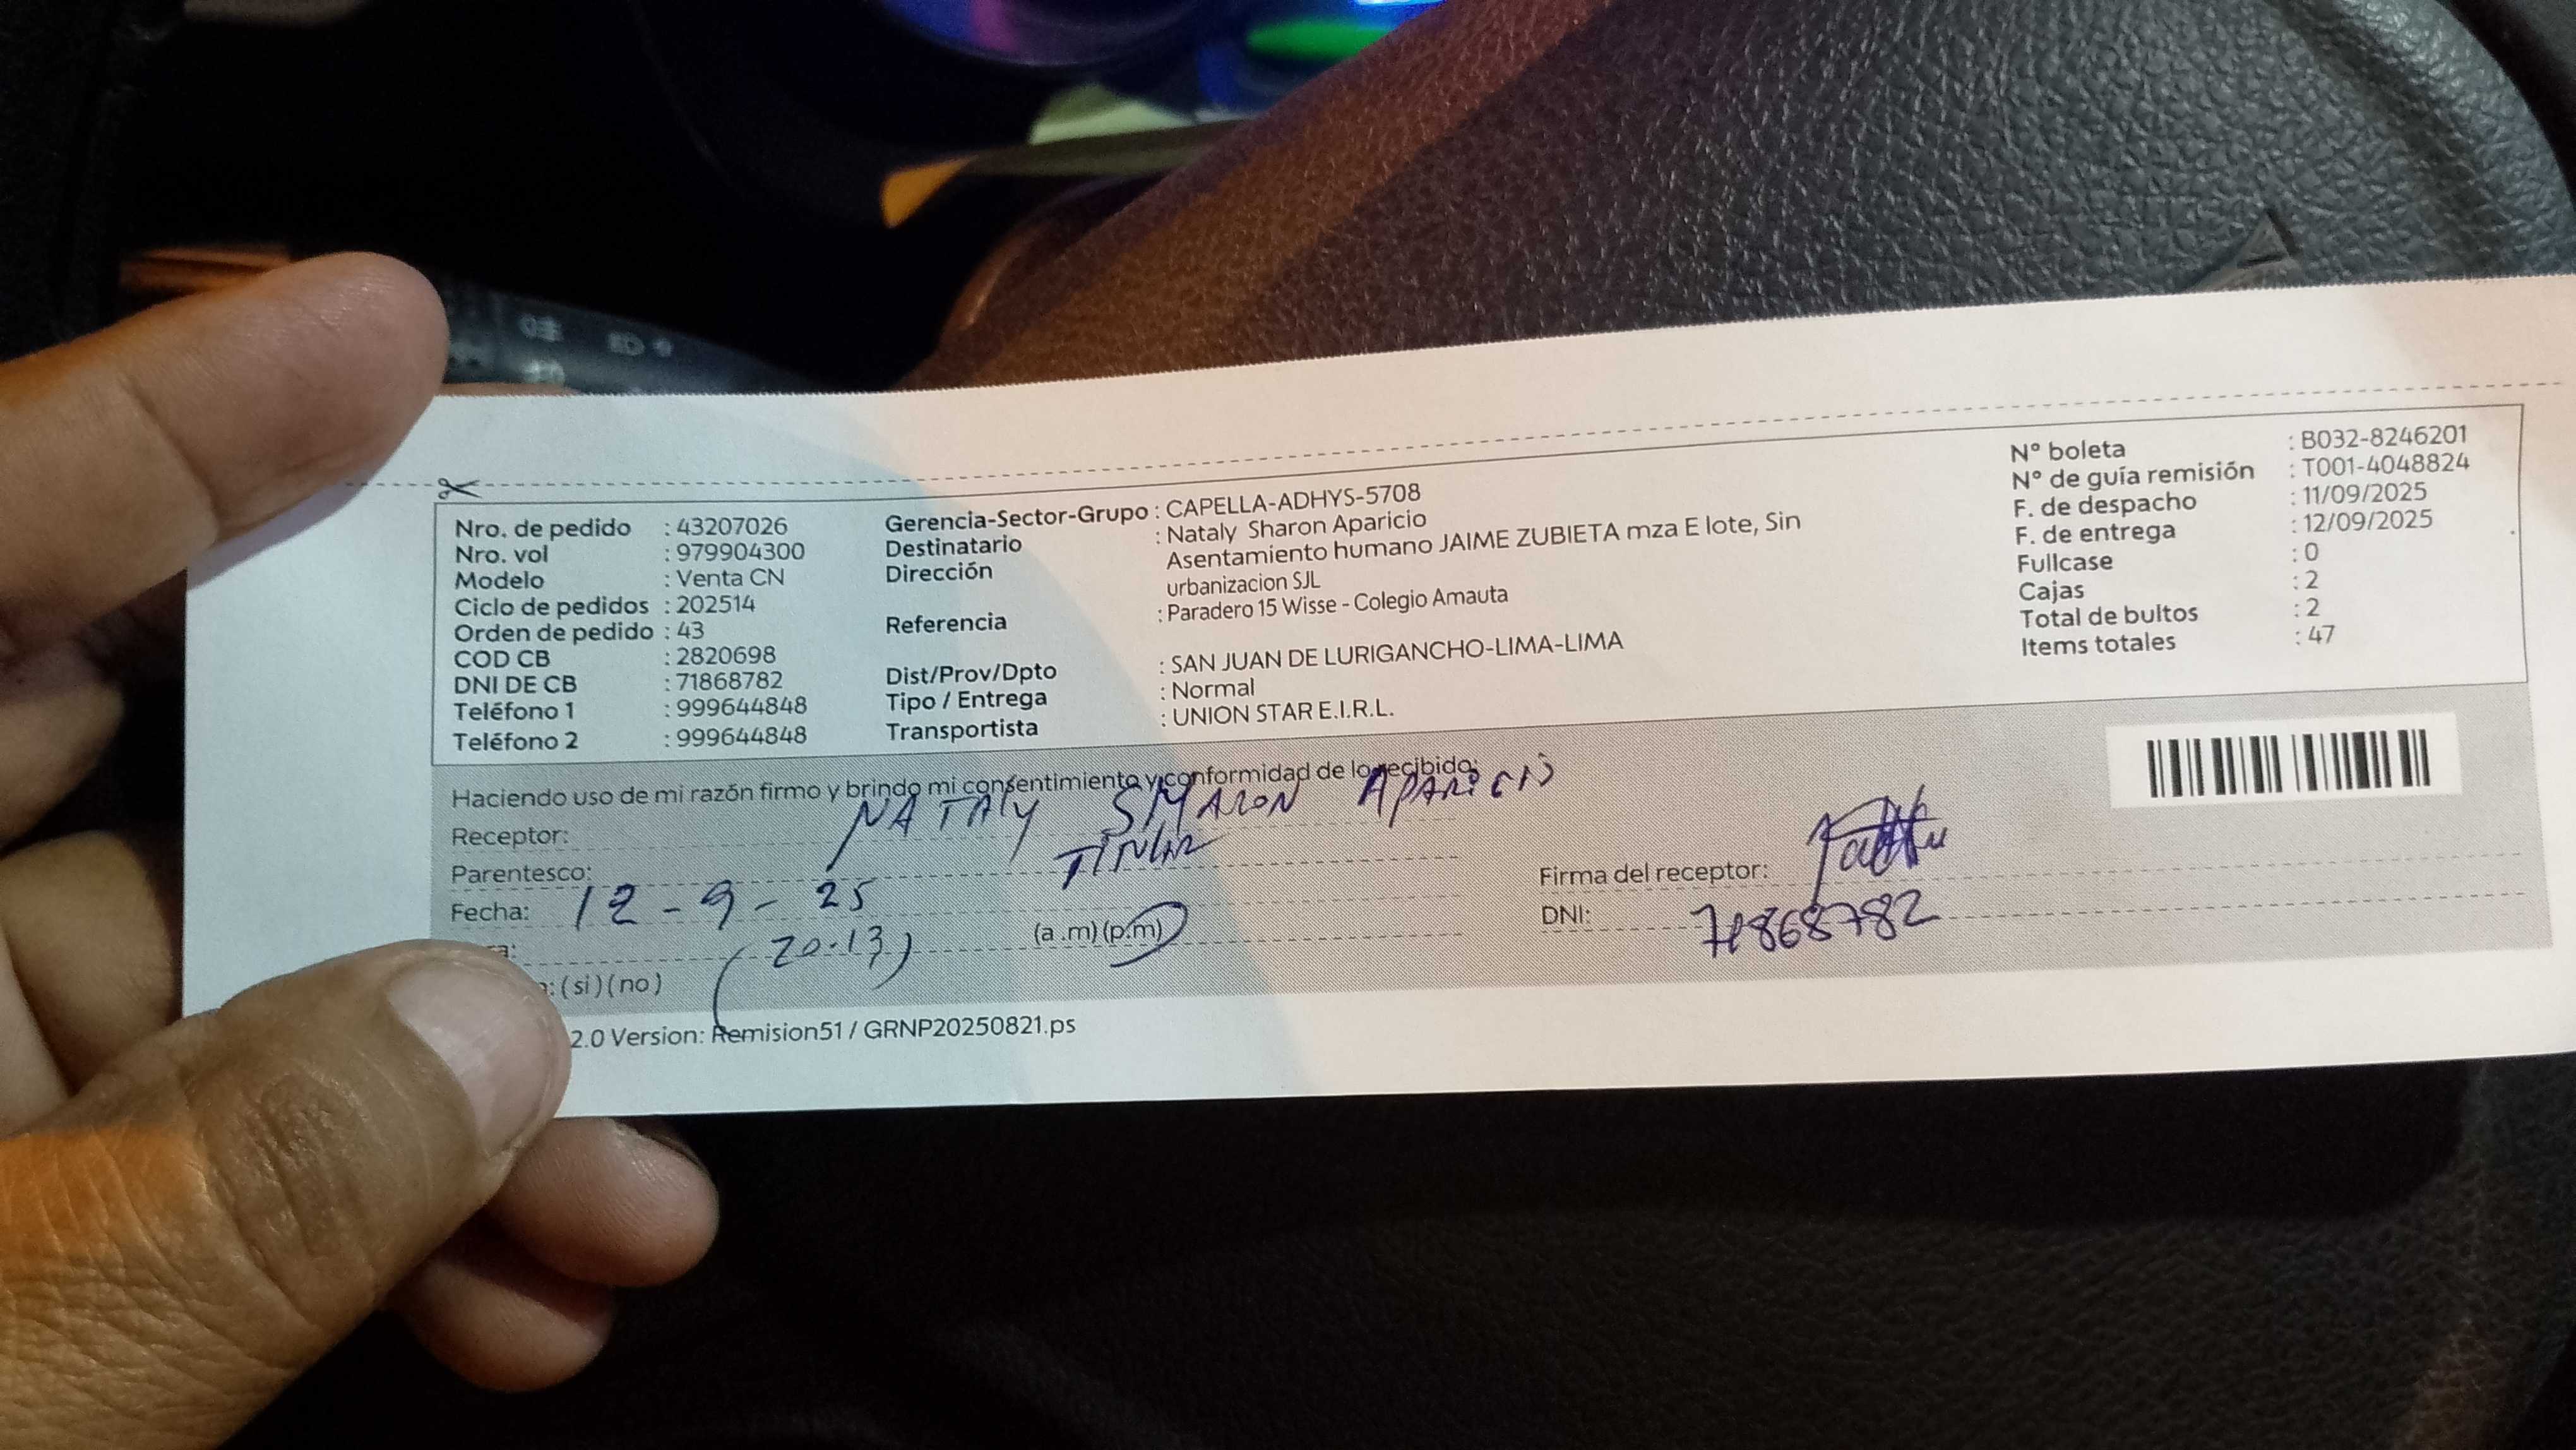 Nro. de pedido : 43207026
Nro. vol : 979904300
Modelo : Venta CN
Ciclo de pedidos : 202514
Orden de pedido : 43
COD CB : 2820698
DNI DE CB : 71868782
Teléfono 1 : 999644848
Teléfono 2 : 999644848
Gerencia-Sector-Grupo : CAPELLA-ADHYS-5708
Destinatario : Nataly Sharon Aparicio
Dirección : Asentamiento humano JAIME ZUBIETA mza E lote, Sin
urbanizacion SJL
Referencia : Paradero 15 Wisse - Colegio Amauta
Dist/Prov/Dpto : SAN JUAN DE LURIGANCHO-LIMA-LIMA
Tipo / Entrega : Normal
Transportista : UNION STAR E.I.R.L.
N° boleta : B032-8246201
N° de guía remisión : T001-4048824
F. de despacho : 11/09/2025
F. de entrega : 12/09/2025
Fullcase : 0
Cajas : 2
Total de bultos : 2
Items totales : 47
Haciendo uso de mi razón firmo y brindo mi consentimiento y conformidad de lo recibido:
Receptor: NATALY SHARON APARICIO
Parentesco: TITULAR
Fecha: 12-9-25
(20:13) (a.m) (p.m)
(si) (no)
Firma del receptor:
DNI: 71868782
2.0 Version: Remision51 / GRNP20250821.ps